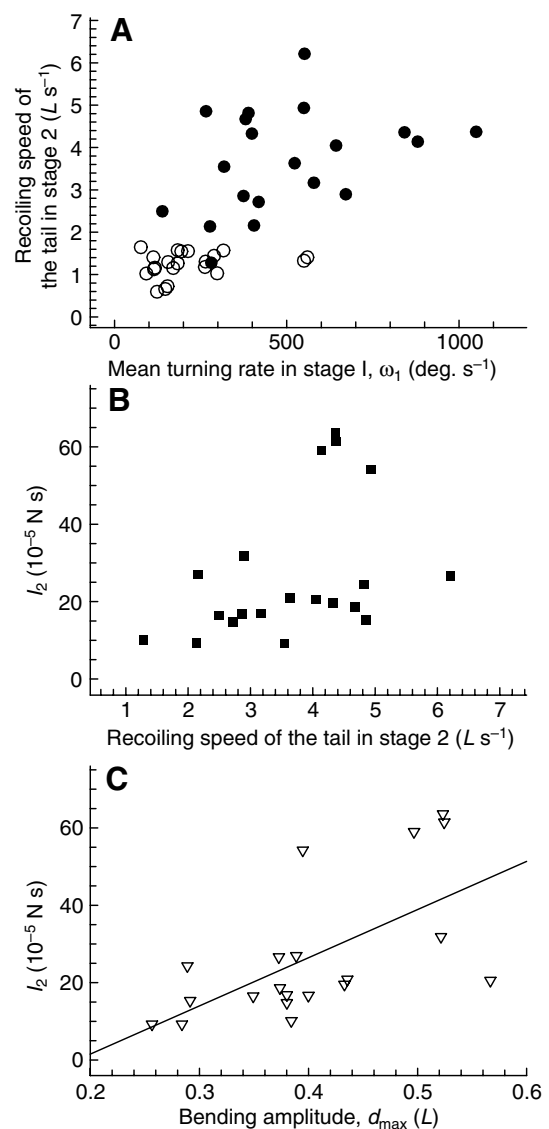 A
7
6
5
4
3
2
1
0
Recoiling speed of
the tail in stage 2 (L s⁻¹)
0 500 1000
Mean turning rate in stage I, ω₁ (deg. s⁻¹)
B
60
40
20
0
I₂ (10⁻⁵ N s)
1 2 3 4 5 6 7
Recoiling speed of the tail in stage 2 (L s⁻¹)
C
60
40
20
0
I₂ (10⁻⁵ N s)
0.2 0.3 0.4 0.5 0.6
Bending amplitude, dmax (L)